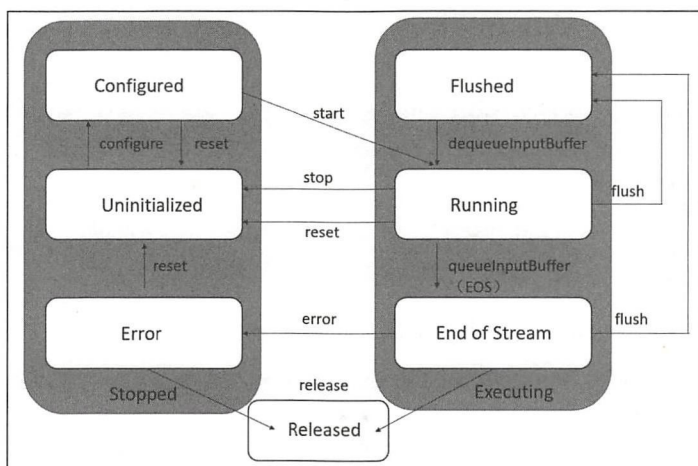 Configured
Flushed
start
configure
reset
dequeueInputBuffer
stop
Uninitialized
Running
flush
reset
reset
queueInputBuffer
（EOS）
error
flush
Error
End of Stream
release
Stopped
Executing
Released